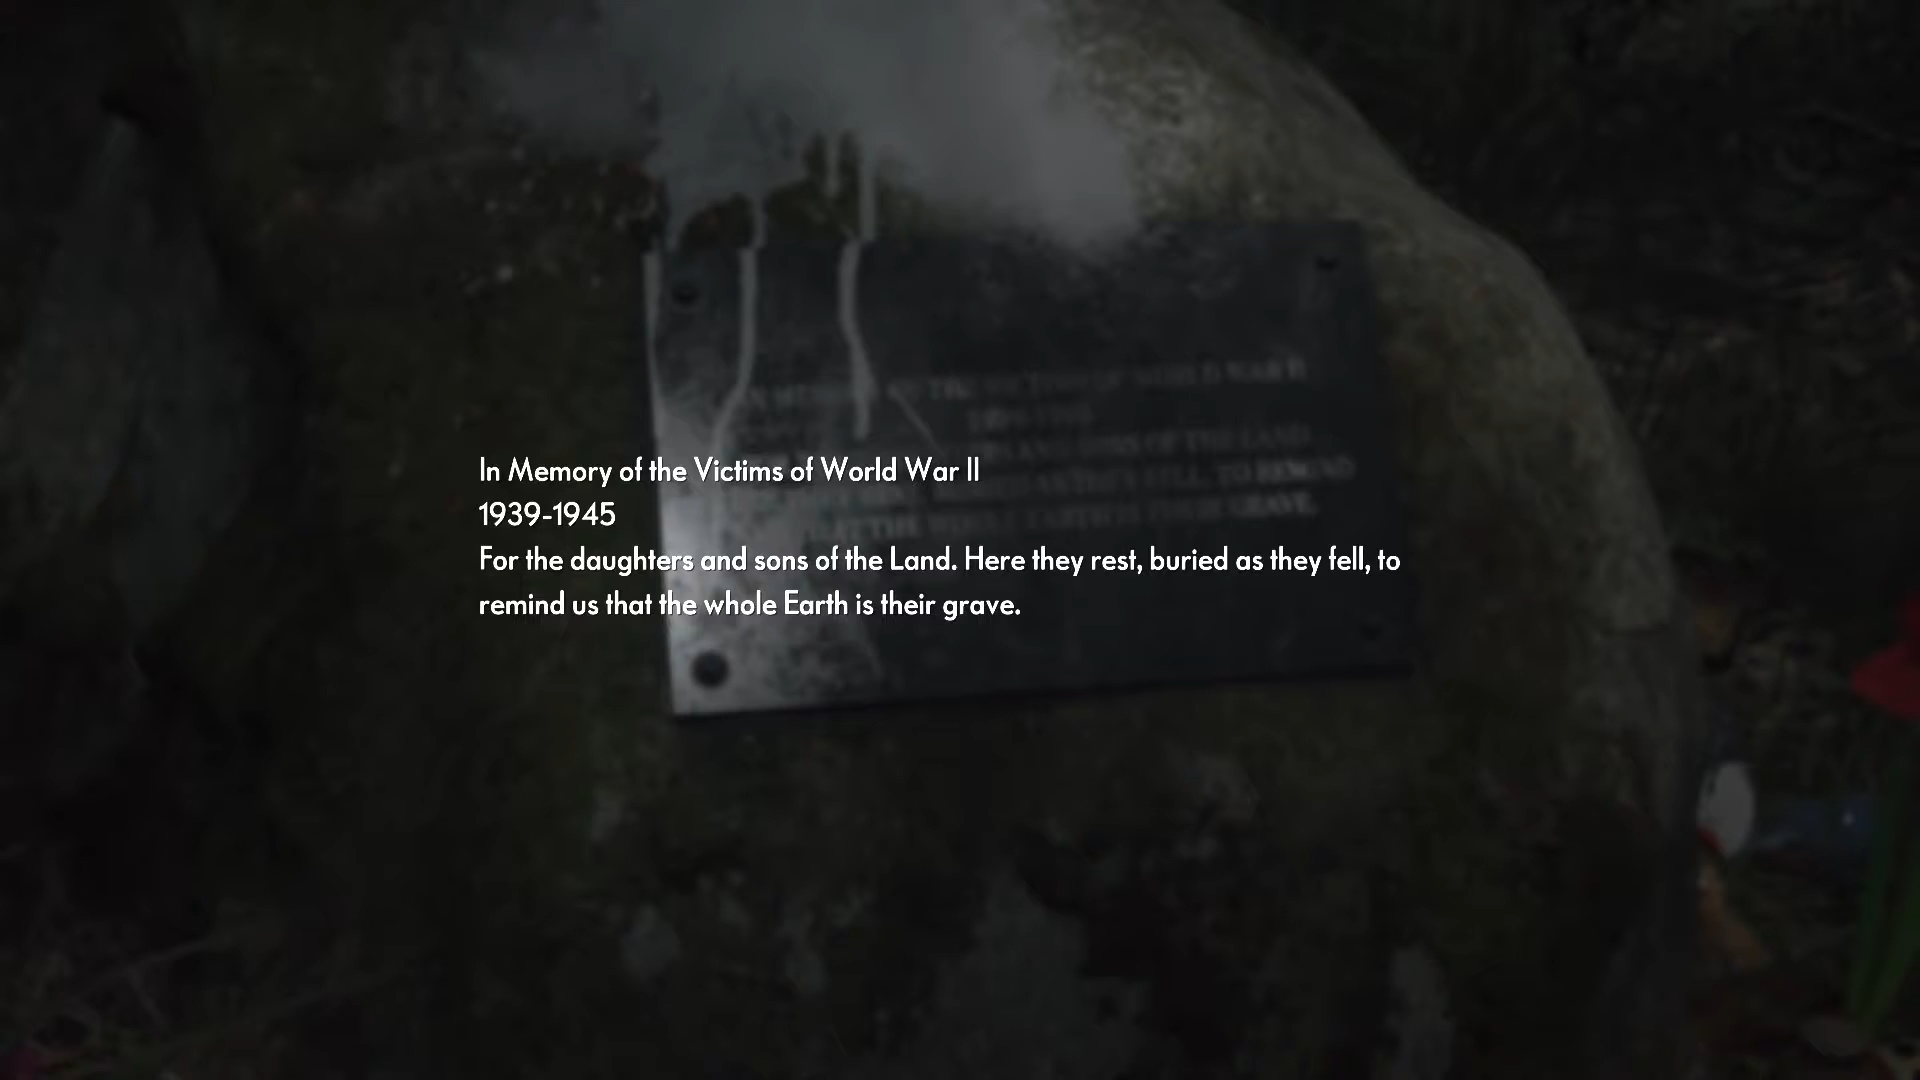 In Memory of the Victims of World War II
1939-1945
For the daughters and sons of the Land. Here they rest, buried as they fell, to
remind us that the whole Earth is their grave.